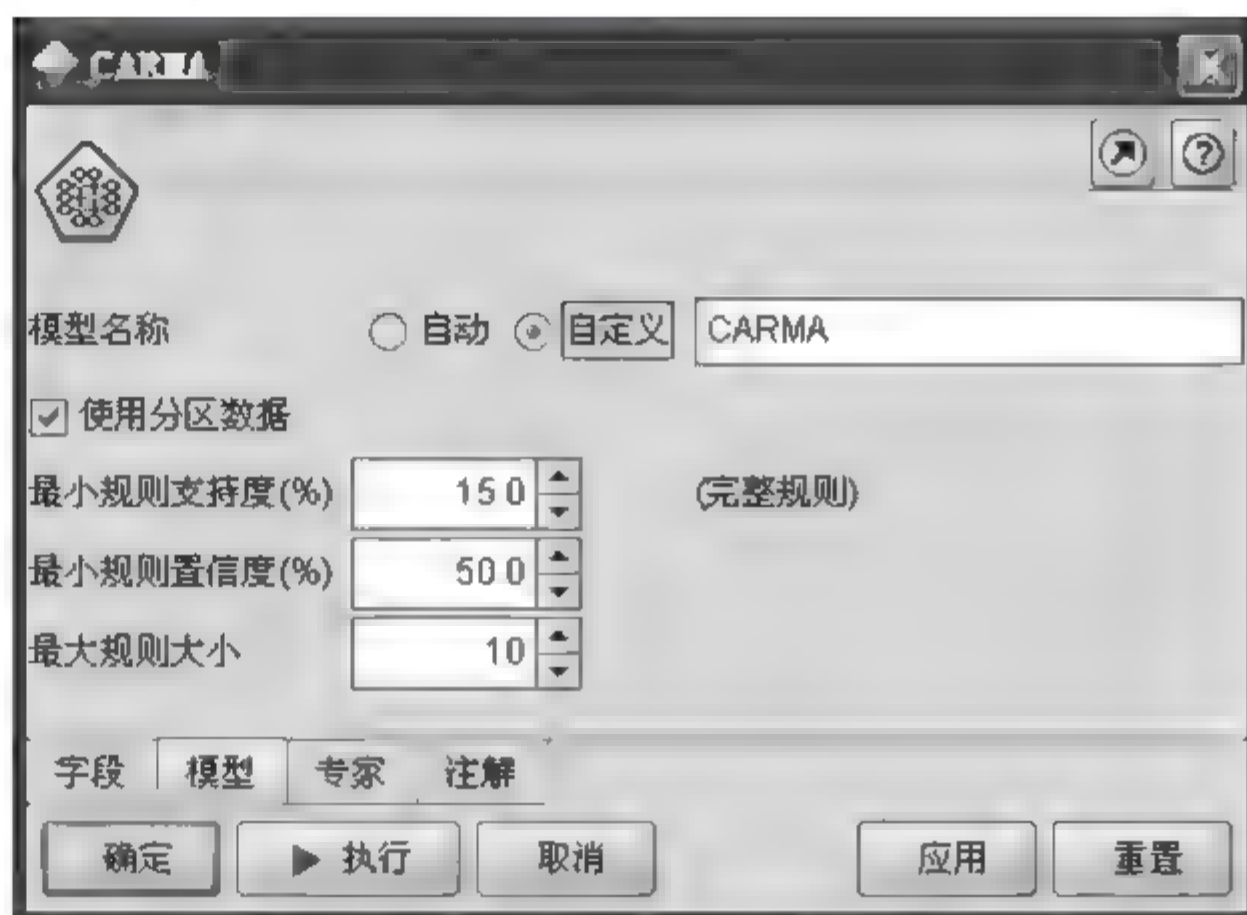 CARMA
模型名称 自动 自定义 CARMA
使用分区数据
最小规则支持度(%) 15 0 (完整规则)
最小规则置信度(%) 50 0
最大规则大小 10
字段 模型 专家 注解
确定 执行 取消 应用 重置